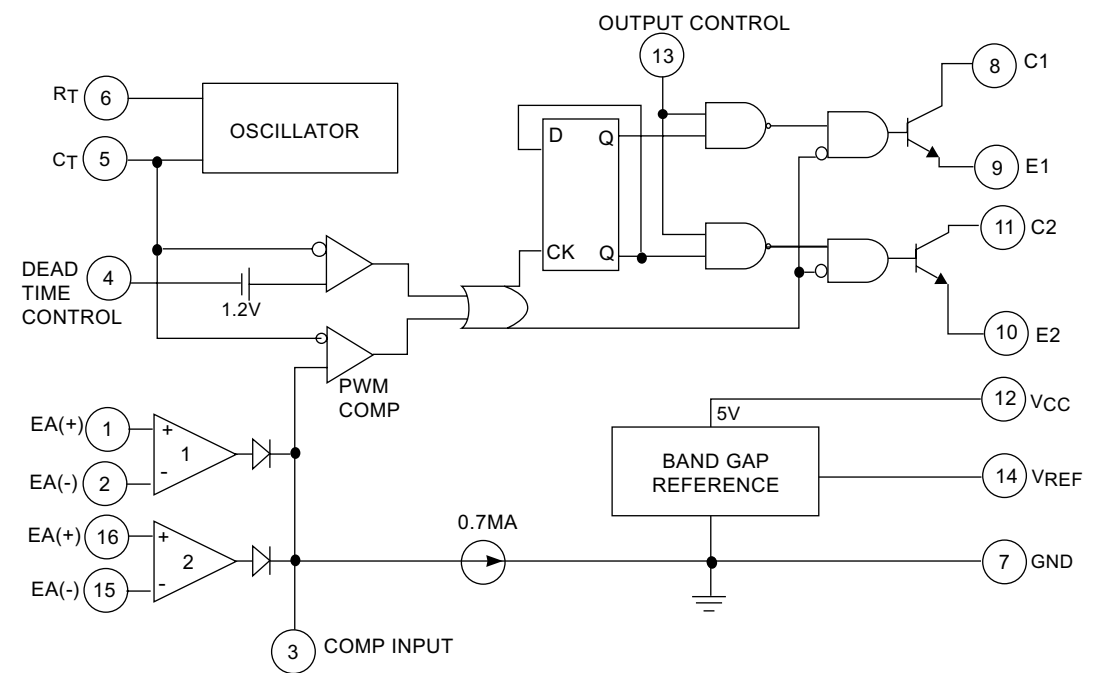 OUTPUT CONTROL
13
8 C1
RT 6
OSCILLATOR
CT 5
D Q
CK Q
9 E1
11 C2
DEAD
TIME
CONTROL
4
1.2V
10 E2
PWM
COMP
12 VCC
5V
EA(+) 1
+
1
-
EA(-) 2
BAND GAP
REFERENCE
14 VREF
EA(+) 16
+
2
-
EA(-) 15
0.7MA
7 GND
3 COMP INPUT